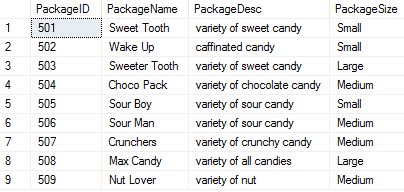 PackageID PackageName PackageDesc PackageSize
1 501 Sweet Tooth variety of sweet candy Small
2 502 Wake Up caffinated candy Small
3 503 Sweeter Tooth variety of sweet candy Large
4 504 Choco Pack variety of chocolate candy Medium
5 505 Sour Boy variety of sour candy Small
6 506 Sour Man variety of sour candy Medium
7 507 Crunchers variety of crunchy candy Medium
8 508 Max Candy variety of all candies Large
9 509 Nut Lover variety of nut Medium